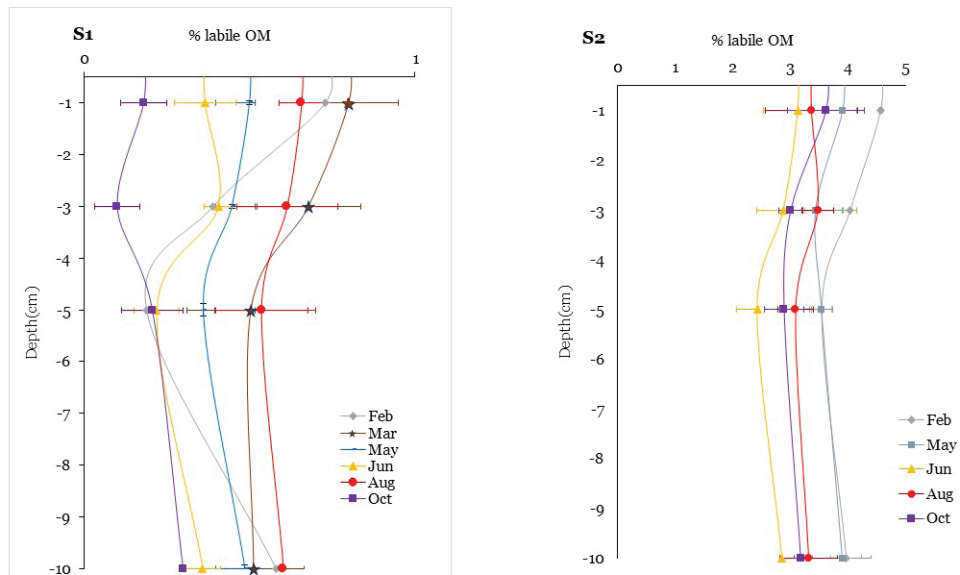 S1
% labile OM
0
1
-1
-2
-3
-4
-5
-6
-7
-8
-9
-10
Depth(cm)
Feb
Mar
May
Jun
Aug
Oct
S2
% labile OM
0 1 2 3 4 5
-1
-2
-3
-4
-5
-6
-7
-8
-9
-10
Depth(cm)
Feb
May
Jun
Aug
Oct